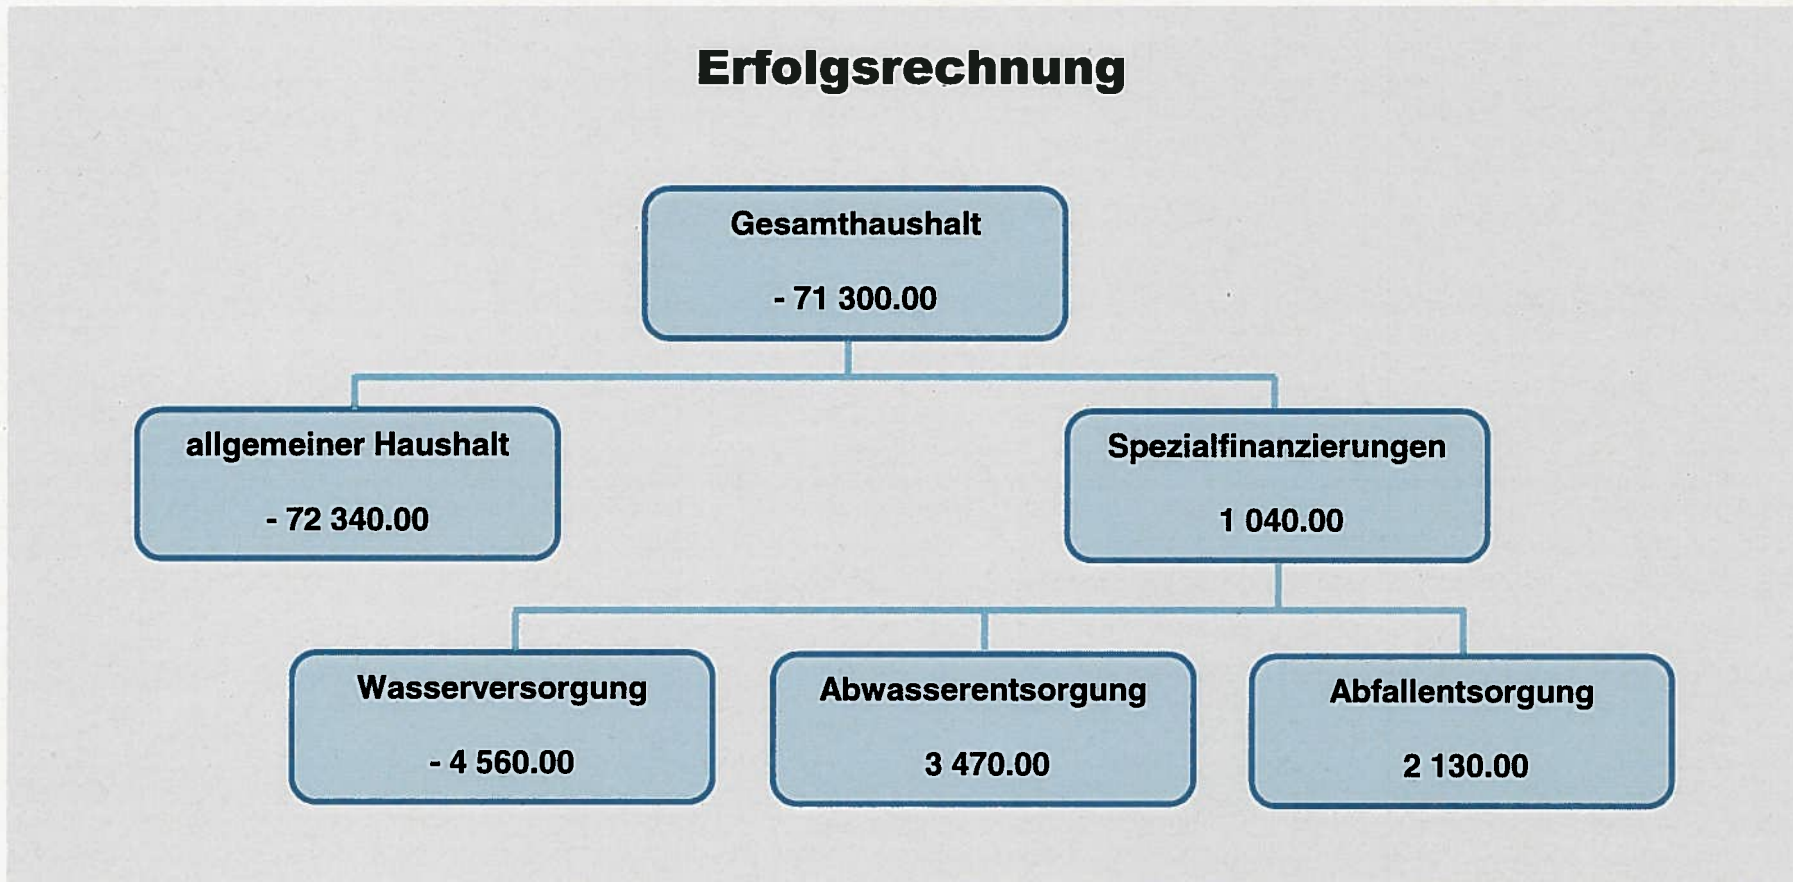 Erfolgsrechnung
Gesamthaushalt
- 71 300.00
allgemeiner Haushalt
- 72 340.00
Spezialfinanzierungen
1 040.00
Wasserversorgung
- 4 560.00
Abwasserentsorgung
3 470.00
Abfallentsorgung
2 130.00